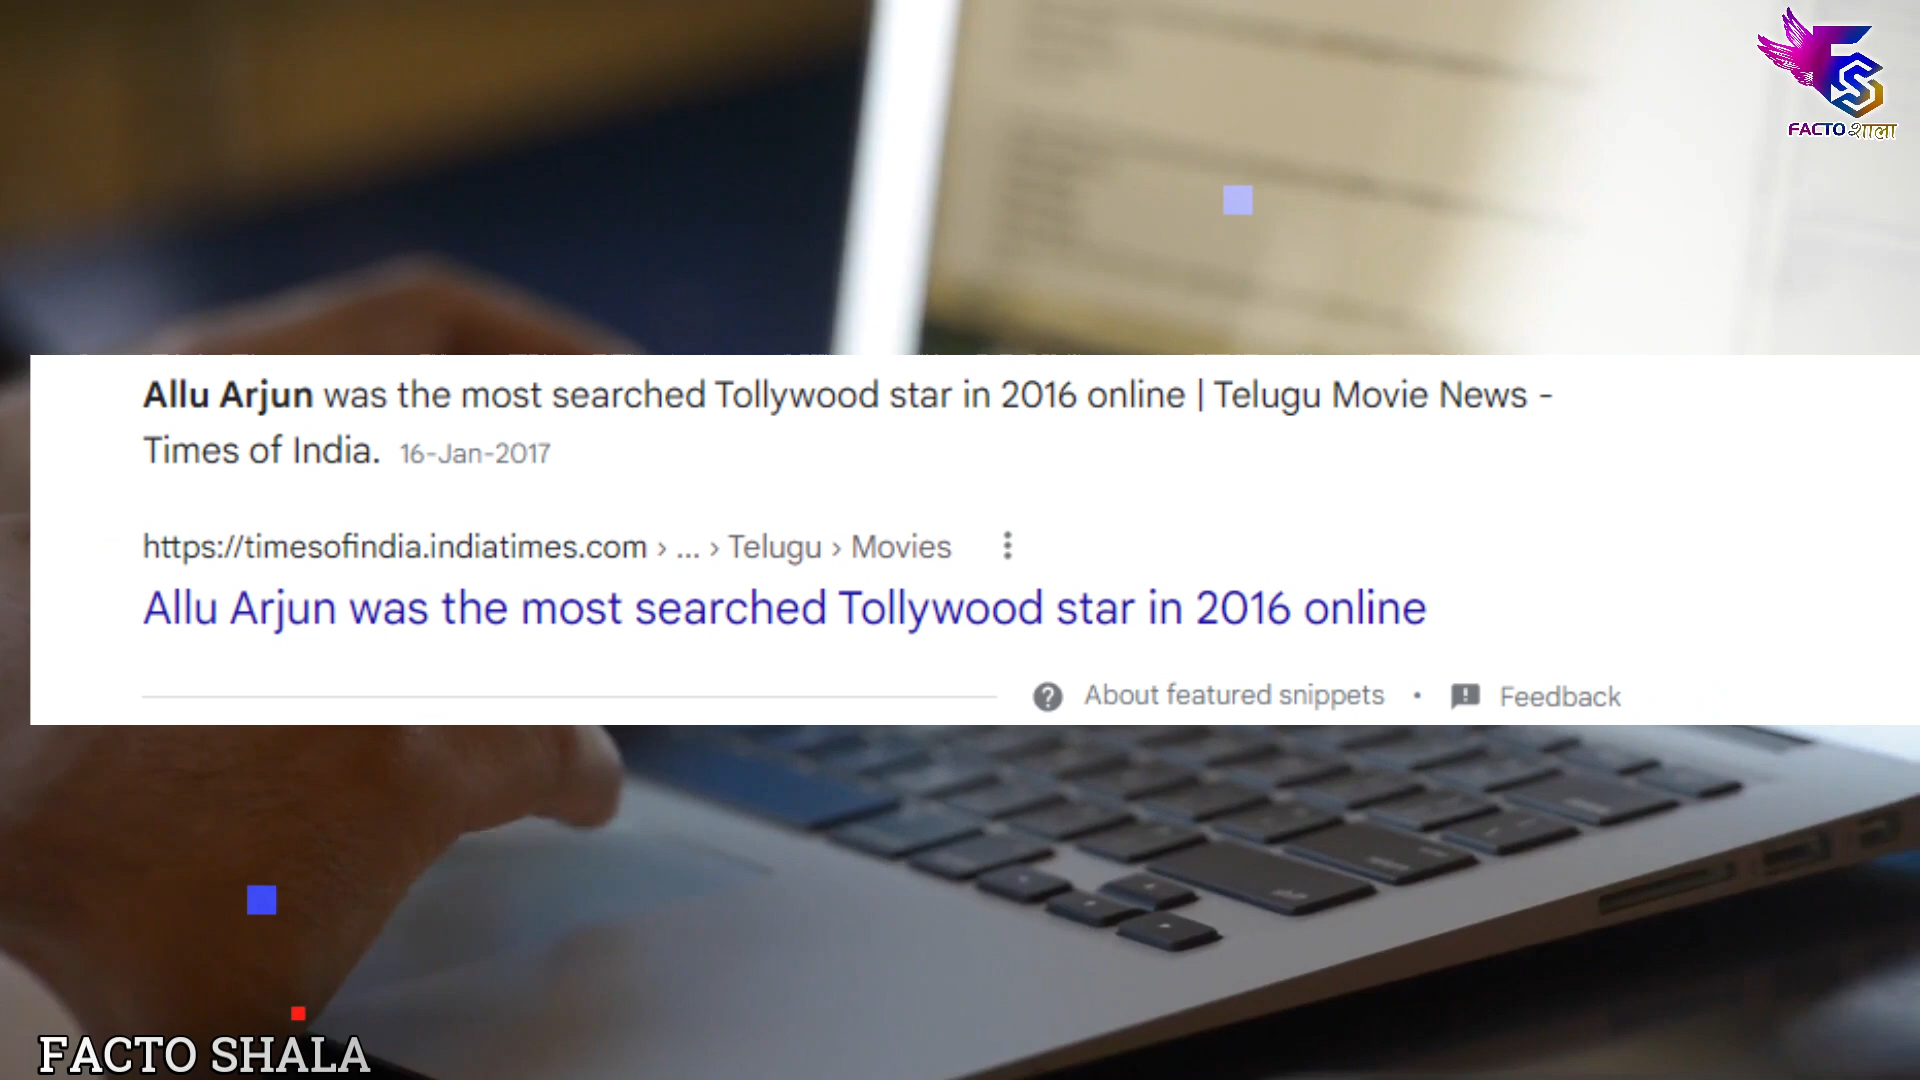 FACTO शाला
Allu Arjun was the most searched Tollywood star in 2016 online | Telugu Movie News -
Times of India. 16-Jan-2017
https://timesofindia.indiatimes.com › ... › Telugu › Movies
Allu Arjun was the most searched Tollywood star in 2016 online
About featured snippets • Feedback
FACTO SHALA